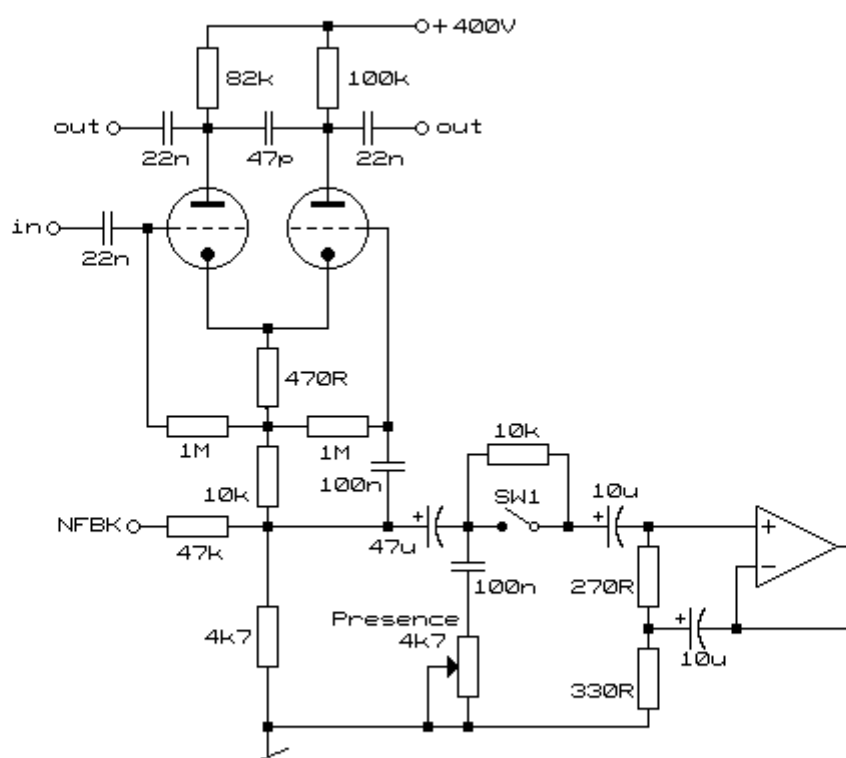 +400V
82k
100k
out
out
22n
47p
22n
in
22n
470R
1M
1M
10k
10k
100n
SW1
10u
NFBK
47k
47u
+
+
+
−
100n
270R
Presence
4k7
4k7
+
10u
330R